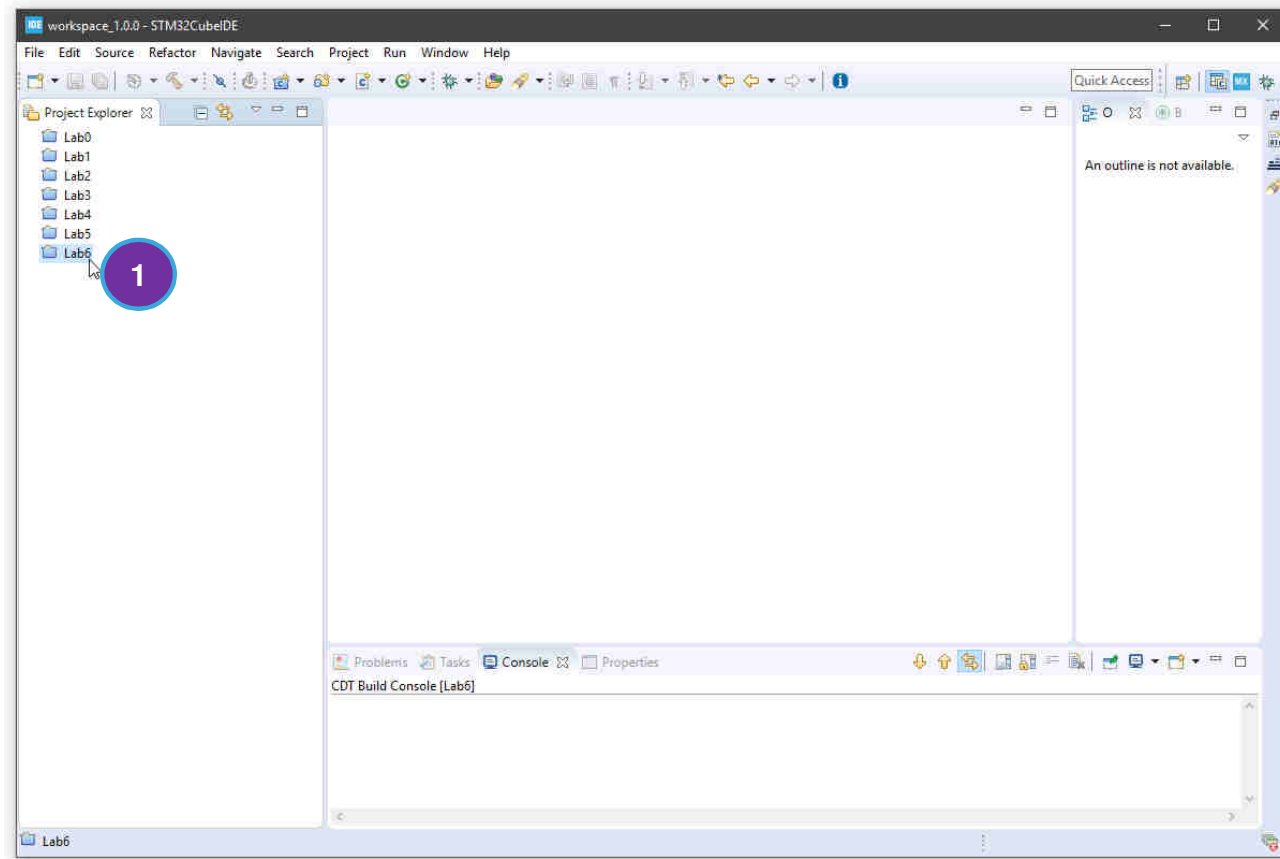 IDE workspace_1.0.0 - STM32CubeIDE
File Edit Source Refactor Navigate Search Project Run Window Help
Quick Access
MX
Project Explorer
O
B
Lab0
Lab1
Lab2
Lab3
Lab4
Lab5
Lab6
1
An outline is not available.
Problems Tasks Console Properties
CDT Build Console [Lab6]
Lab6